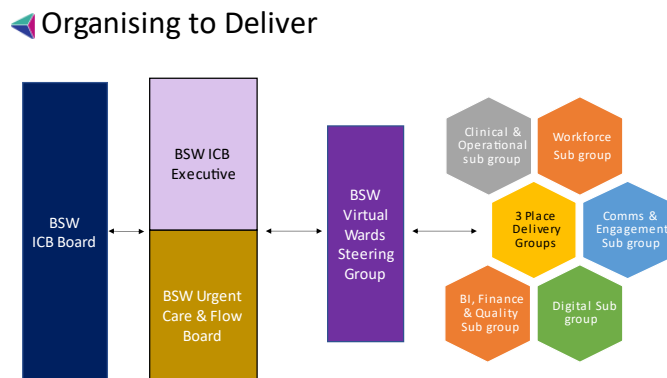 Organising to Deliver
BSW
ICB Board
BSW ICB
Executive
BSW Urgent
Care & Flow
Board
BSW
Virtual
Wards
Steering
Group
Clinical &
Operational
sub group
Workforce
Sub group
3 Place
Delivery
Groups
Comms &
Engagement
Sub group
BI, Finance
& Quality
Sub group
Digital Sub
group